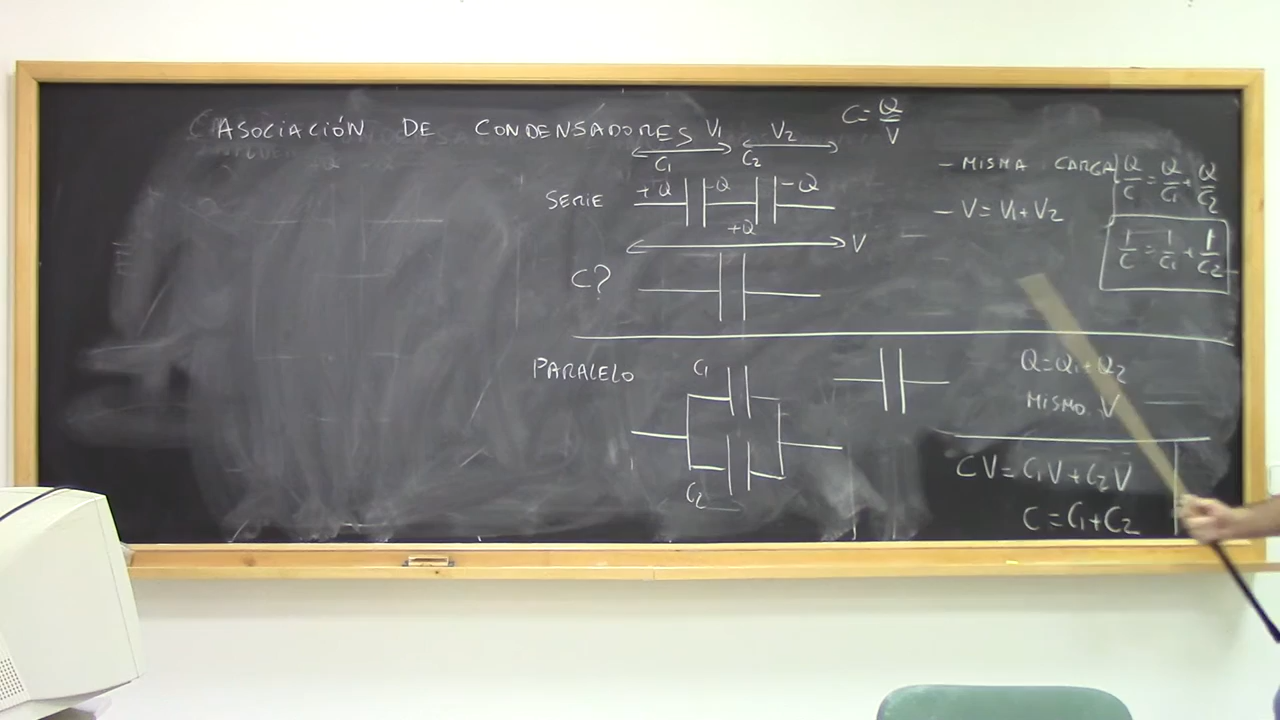 ASOCIACIÓN DE CONDENSADORES
C=Q/V
V1 V2
C1 C2
SERIE +Q -Q +Q -Q
V
C?
- MISMA CARGA
- V=V1+V2
Q/C=Q/C1+Q/C2
1/C=1/C1+1/C2
PARALELO
C1
C2
Q=Q1+Q2
MISMO V
CV=C1V+C2V
C=C1+C2